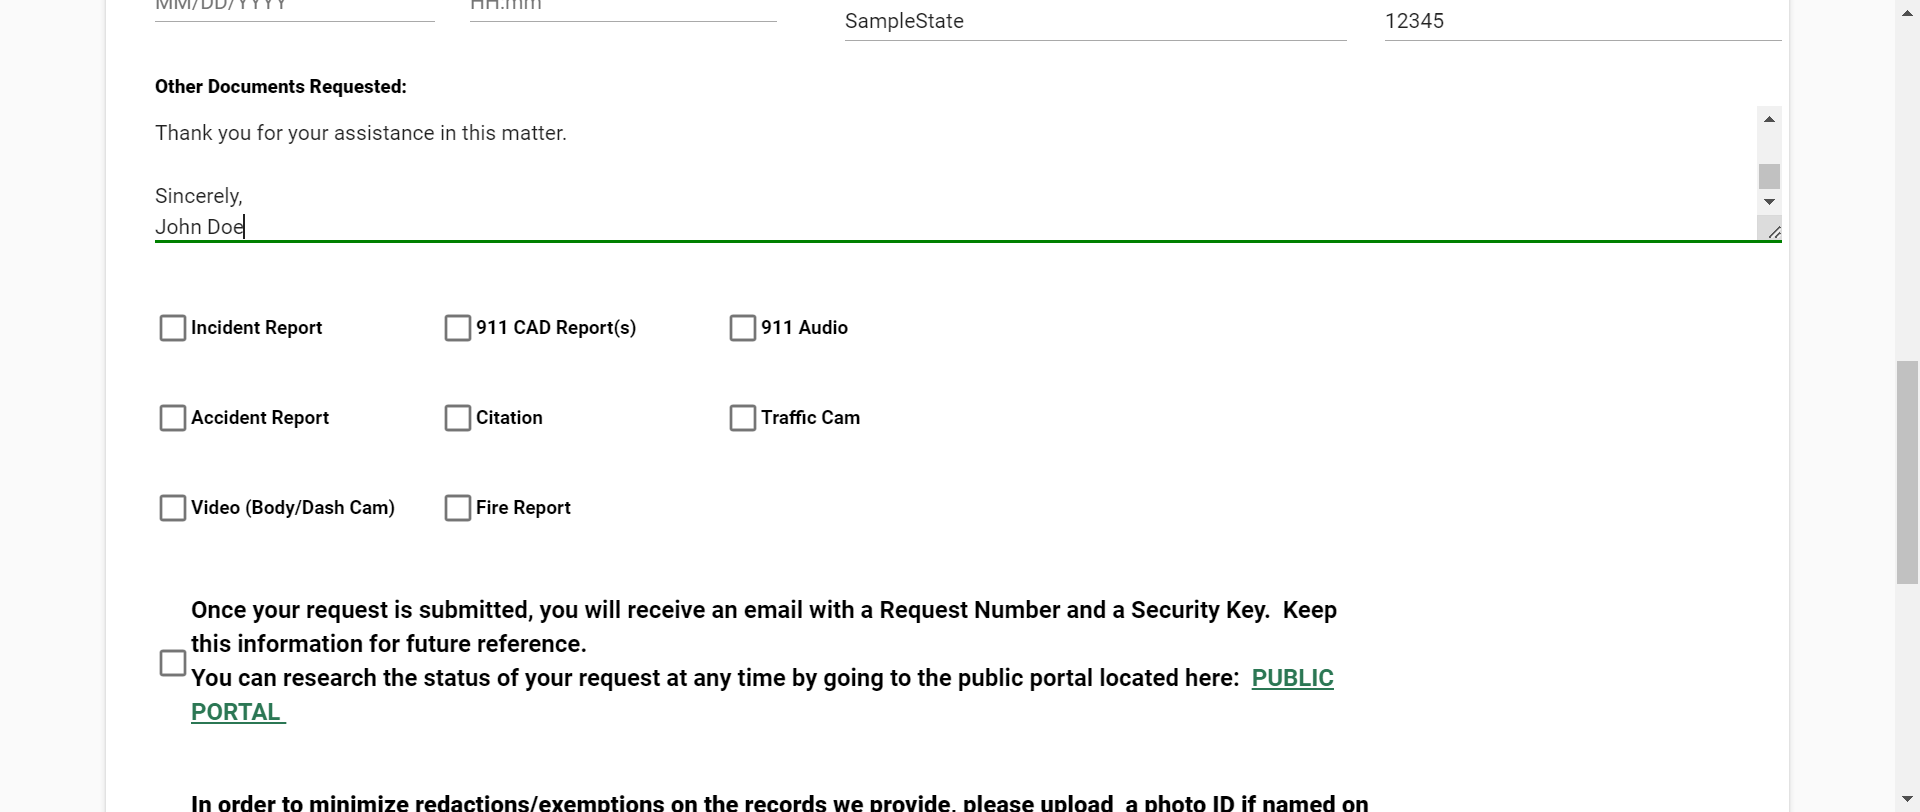 MM/DD/YYYY
HH:mm
SampleState
12345
Other Documents Requested:
Thank you for your assistance in this matter.
Sincerely,
John Doe
Incident Report
911 CAD Report(s)
911 Audio
Accident Report
Citation
Traffic Cam
Video (Body/Dash Cam)
Fire Report
Once your request is submitted, you will receive an email with a Request Number and a Security Key.  Keep
this information for future reference.
You can research the status of your request at any time by going to the public portal located here:  PUBLIC
PORTAL
In order to minimize redactions/exemptions on the records we provide, please upload  a photo ID if named on